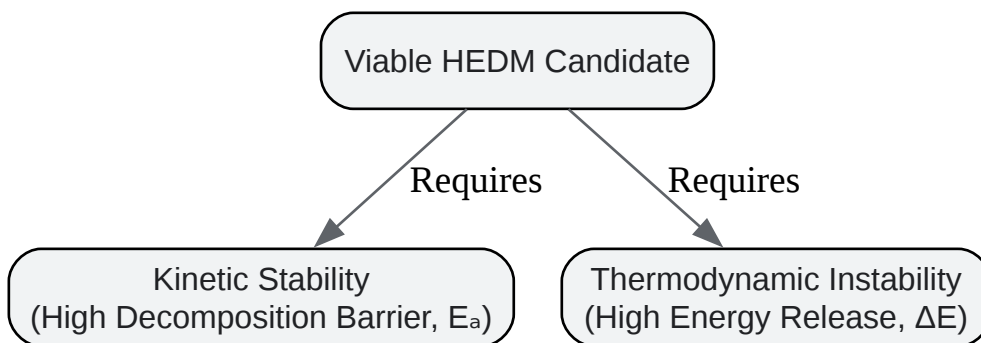 Viable HEDM Candidate
Requires
Requires
Kinetic Stability
(High Decomposition Barrier, Eₐ)
Thermodynamic Instability
(High Energy Release, ΔE)